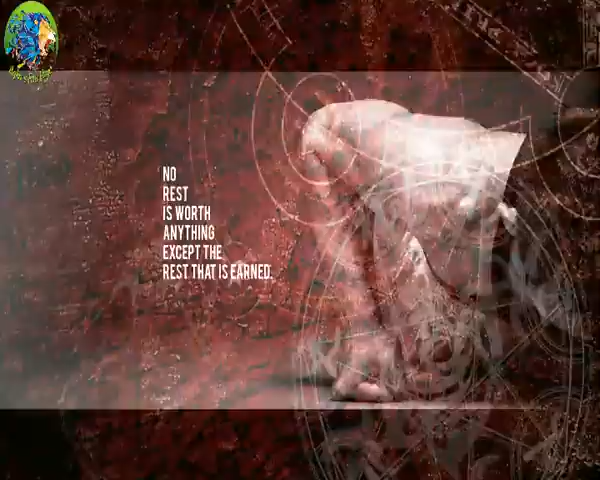 NO
REST
IS WORTH
ANYTHING
EXCEPT THE
REST THAT IS EARNED.